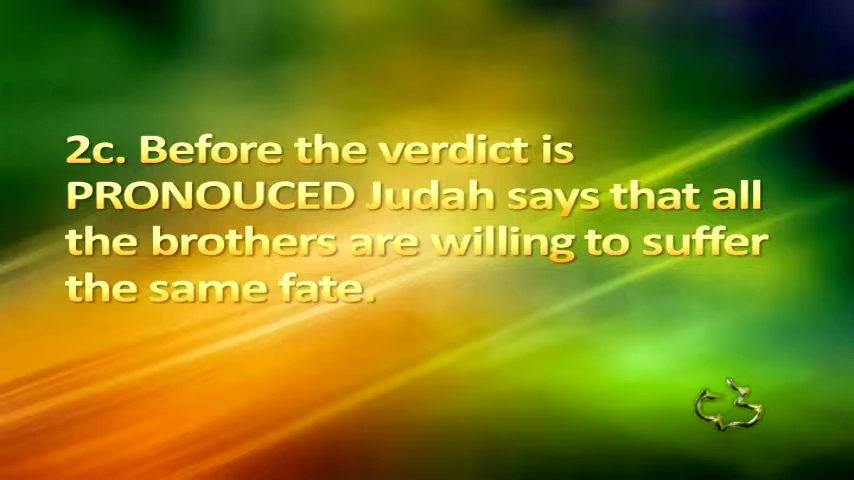 2c. Before the verdict is
PRONOUCED Judah says that all
the brothers are willing to suffer
the same fate.